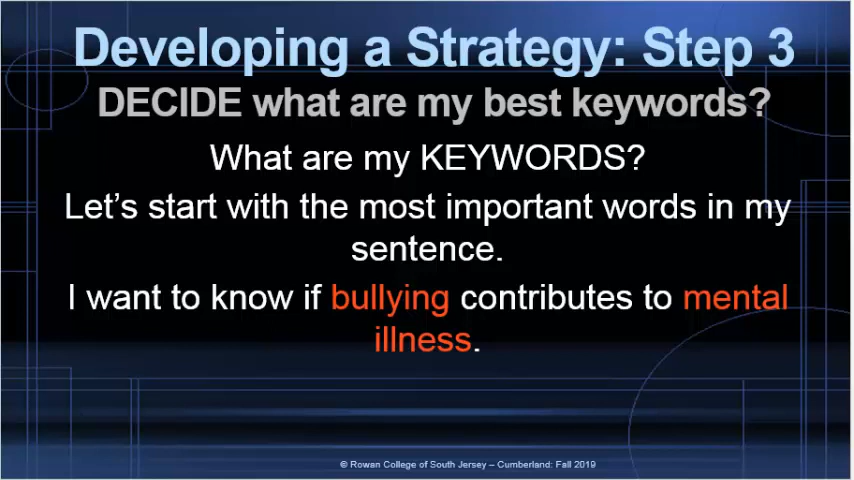 Developing a Strategy: Step 3
DECIDE what are my best keywords?
What are my KEYWORDS?
Let’s start with the most important words in my
sentence.
I want to know if bullying contributes to mental
illness.
© Rowan College of South Jersey – Cumberland: Fall 2019